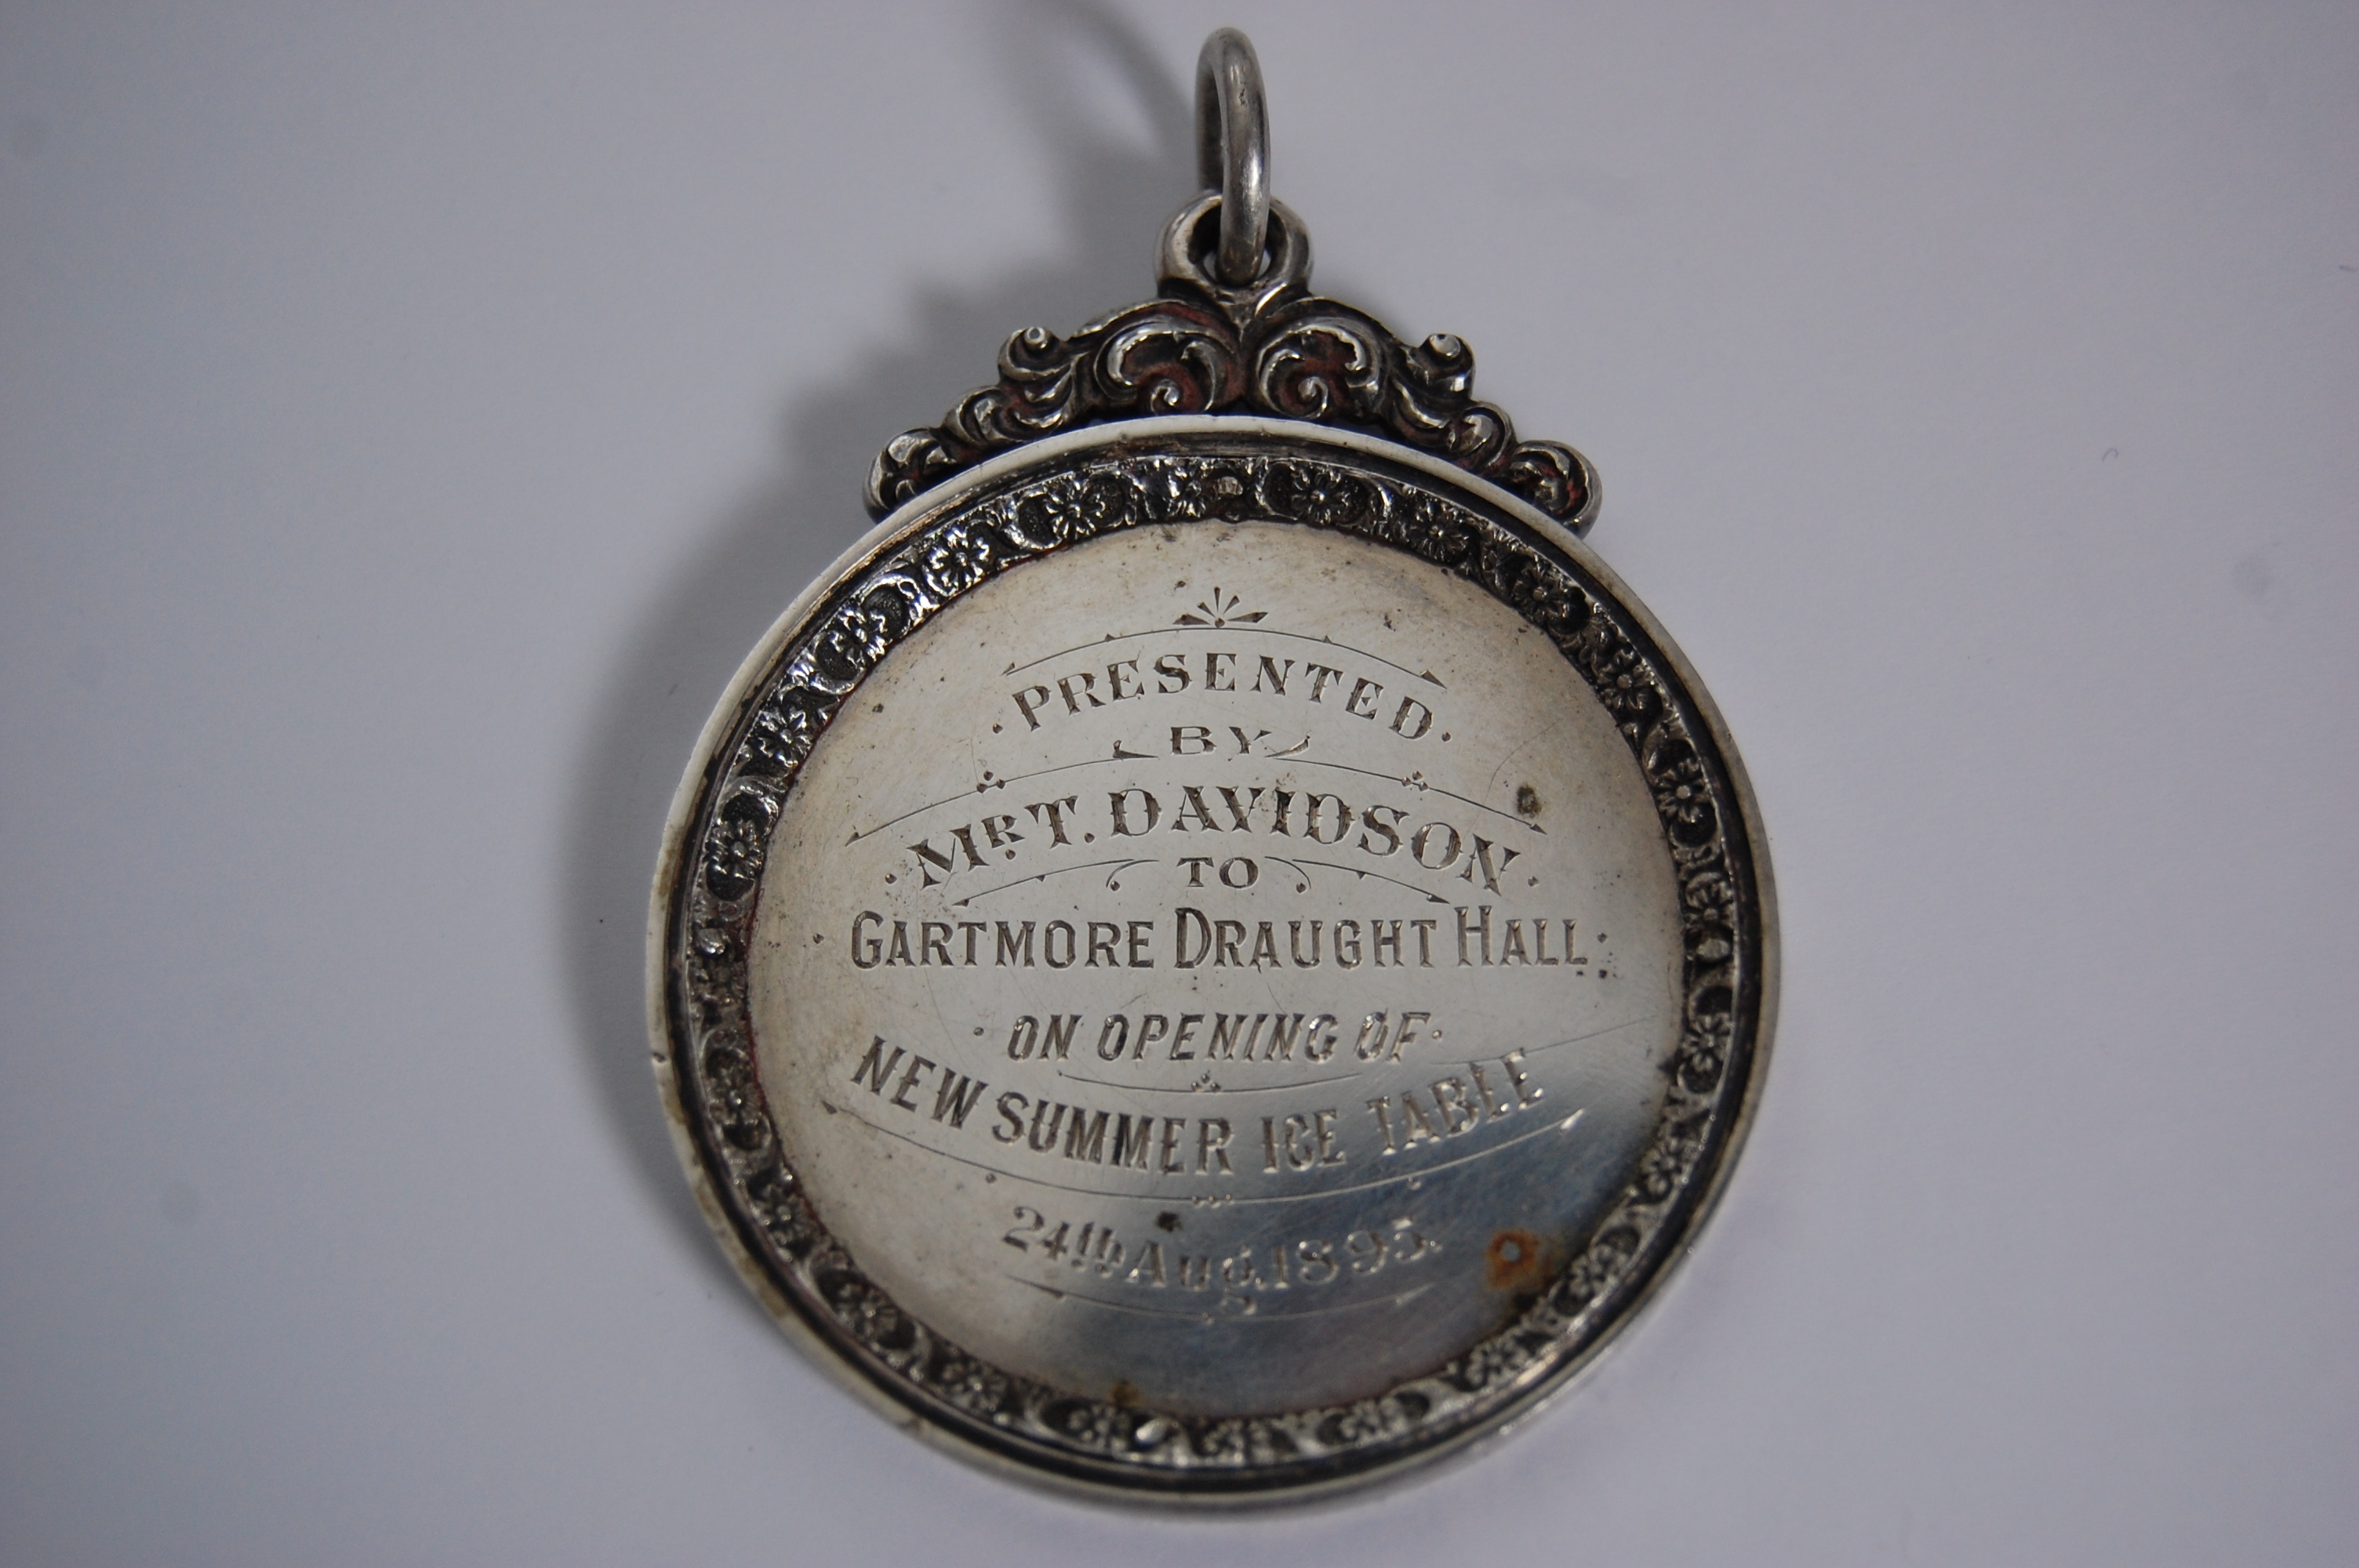 PRESENTED
BY
MR T. DAVIDSON
TO
GARTMORE DRAUGHT HALL
ON OPENING OF
NEW SUMMER ICE TABLE
24th Aug. 1895.